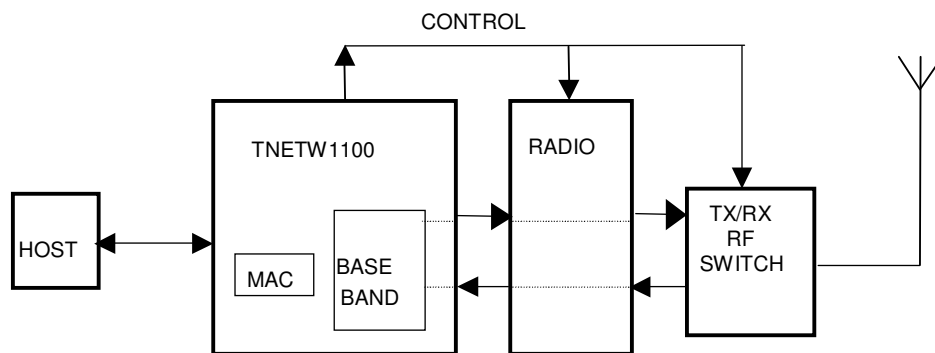 CONTROL
TNETW1100
RADIO
HOST
MAC
BASE
BAND
TX/RX
RF
SWITCH